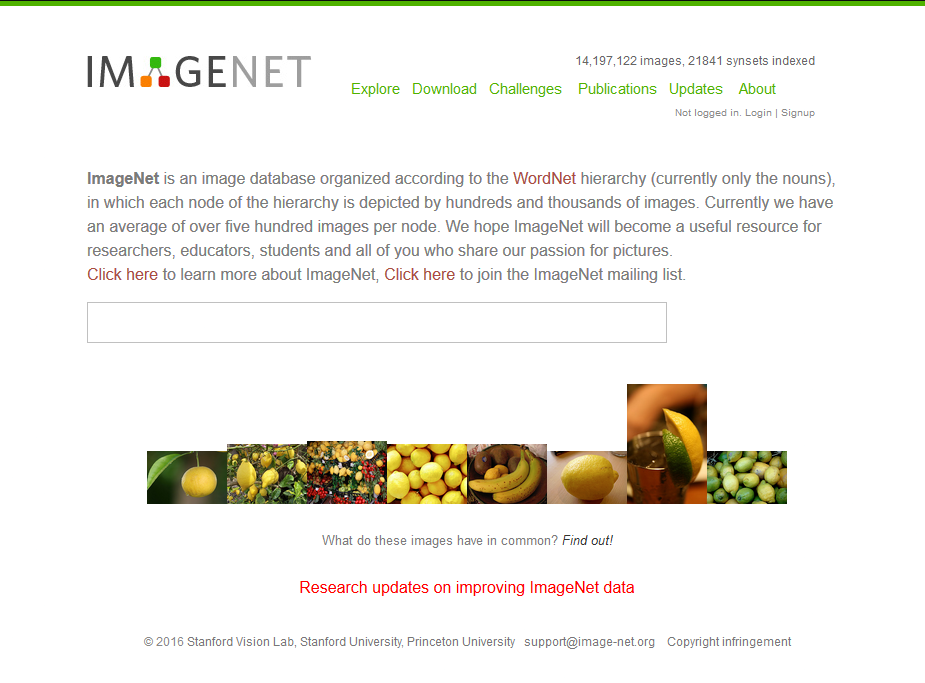 IMAGENET
14,197,122 images, 21841 synsets indexed
Explore Download Challenges Publications Updates About
Not logged in. Login | Signup
ImageNet is an image database organized according to the WordNet hierarchy (currently only the nouns),
in which each node of the hierarchy is depicted by hundreds and thousands of images. Currently we have
an average of over five hundred images per node. We hope ImageNet will become a useful resource for
researchers, educators, students and all of you who share our passion for pictures.
Click here to learn more about ImageNet, Click here to join the ImageNet mailing list.
What do these images have in common? Find out!
Research updates on improving ImageNet data
© 2016 Stanford Vision Lab, Stanford University, Princeton University support@image-net.org Copyright infringement